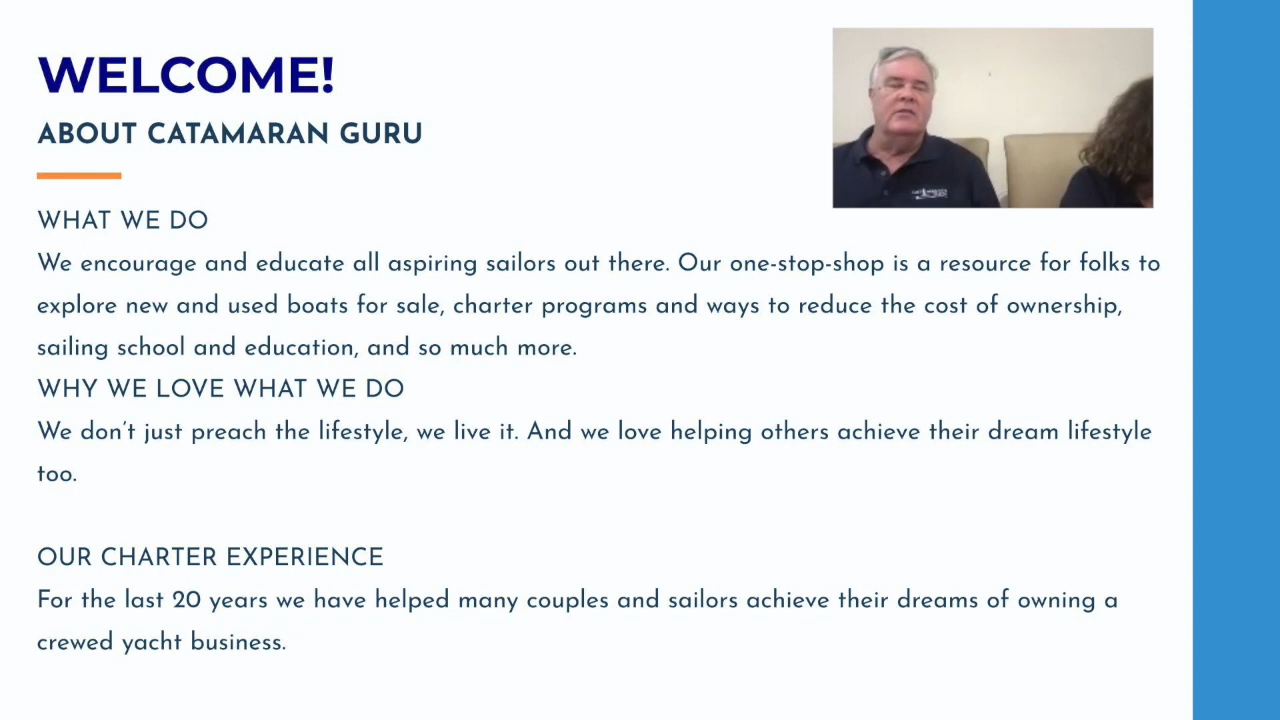 WELCOME!
ABOUT CATAMARAN GURU
WHAT WE DO
We encourage and educate all aspiring sailors out there. Our one-stop-shop is a resource for folks to
explore new and used boats for sale, charter programs and ways to reduce the cost of ownership,
sailing school and education, and so much more.
WHY WE LOVE WHAT WE DO
We don’t just preach the lifestyle, we live it. And we love helping others achieve their dream lifestyle
too.
OUR CHARTER EXPERIENCE
For the last 20 years we have helped many couples and sailors achieve their dreams of owning a
crewed yacht business.